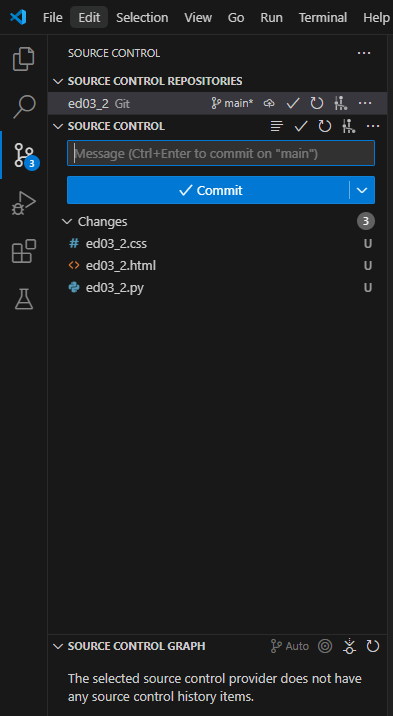 File Edit Selection View Go Run Terminal Help
SOURCE CONTROL ...
SOURCE CONTROL REPOSITORIES
ed03_2 Git main* ...
SOURCE CONTROL ...
Message (Ctrl+Enter to commit on "main")
Commit
Changes 3
# ed03_2.css U
<> ed03_2.html U
ed03_2.py U
3
SOURCE CONTROL GRAPH Auto
The selected source control provider does not have
any source control history items.